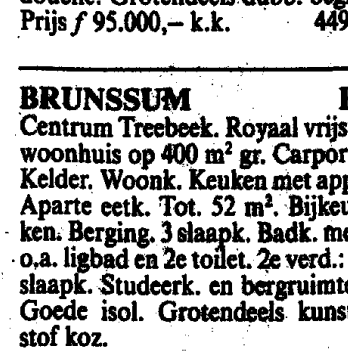 Prijs ƒ 95.000,– k.k. 449
BRUNSSUM
Centrum Treebeek. Royaal vrijs
woonhuis op 400 m² gr. Carpor
Kelder. Woonk. Keuken met app
Aparte eetk. Tot. 52 m². Bijkeu
ken. Berging. 3 slaapk. Badk. me
o.a. ligbad en 2e toilet. 2e verd.:
slaapk. Studeerk. en bergruimte
Goede isol. Grotendeels kuns
stof koz.